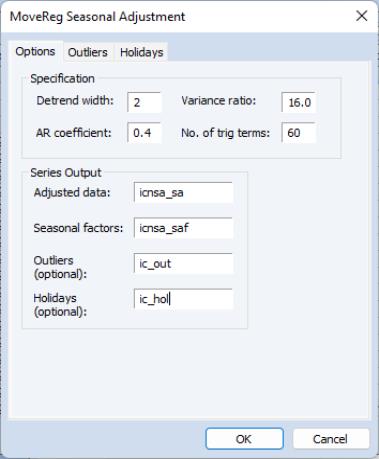 MoveReg Seasonal Adjustment
Options Outliers Holidays
Specification
Detrend width: 2 Variance ratio: 16.0
AR coefficient: 0.4 No. of trig terms: 60
Series Output
Adjusted data: icnsa_sa
Seasonal factors: icnsa_saf
Outliers
(optional): ic_out
Holidays
(optional): ic_hol
OK Cancel